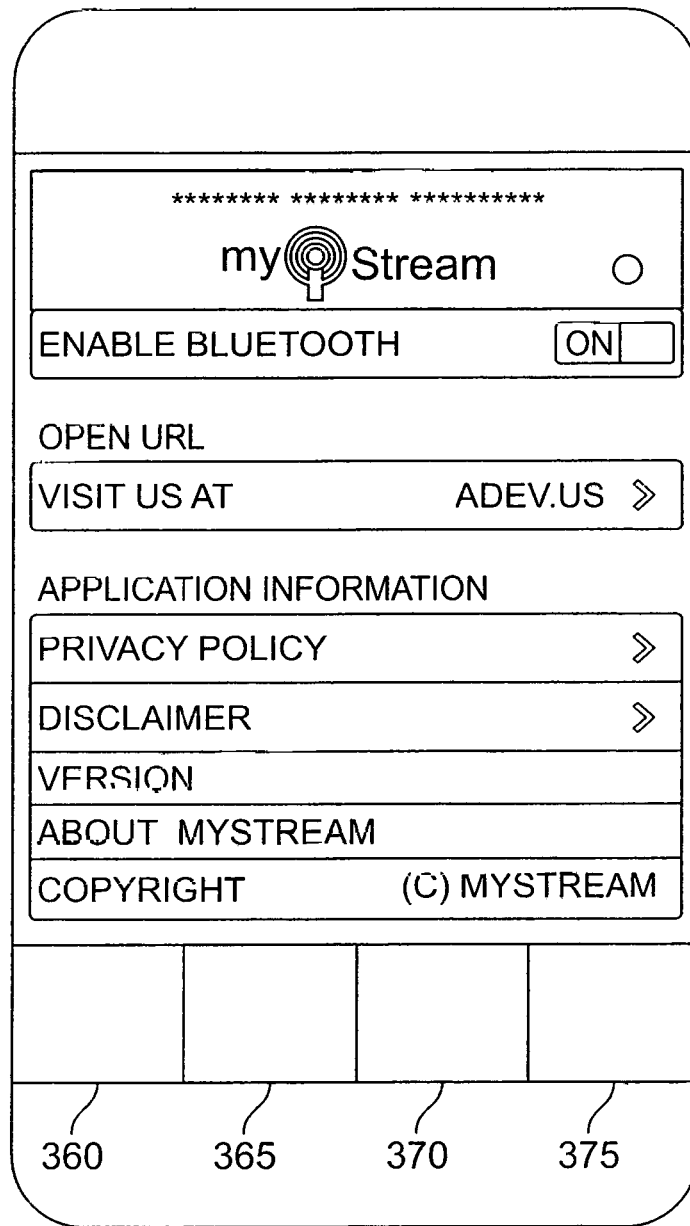 ******** ******** **********
my Stream
ENABLE BLUETOOTH ON
OPEN URL
VISIT US AT ADEV.US >
APPLICATION INFORMATION
PRIVACY POLICY >
DISCLAIMER >
VERSION
ABOUT MYSTREAM
COPYRIGHT (C) MYSTREAM
360 365 370 375